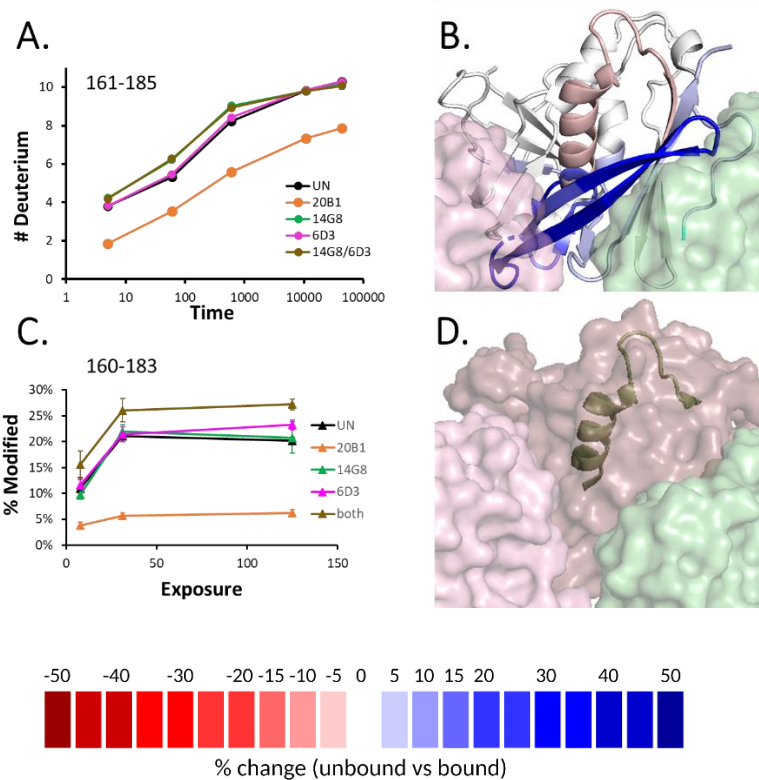 A.
161-185
# Deuterium
10
8
6
4
2
0
1
10
100
1000
10000
100000
Time
UN
20B1
14G8
6D3
14G8/6D3
B.
C.
160-183
% Modified
30%
25%
20%
15%
10%
5%
0%
0
50
100
150
Exposure
UN
20B1
14G8
6D3
both
D.
-50 -40 -30 -20 -15 -10 -5 0 5 10 15 20 30 40 50
% change (unbound vs bound)